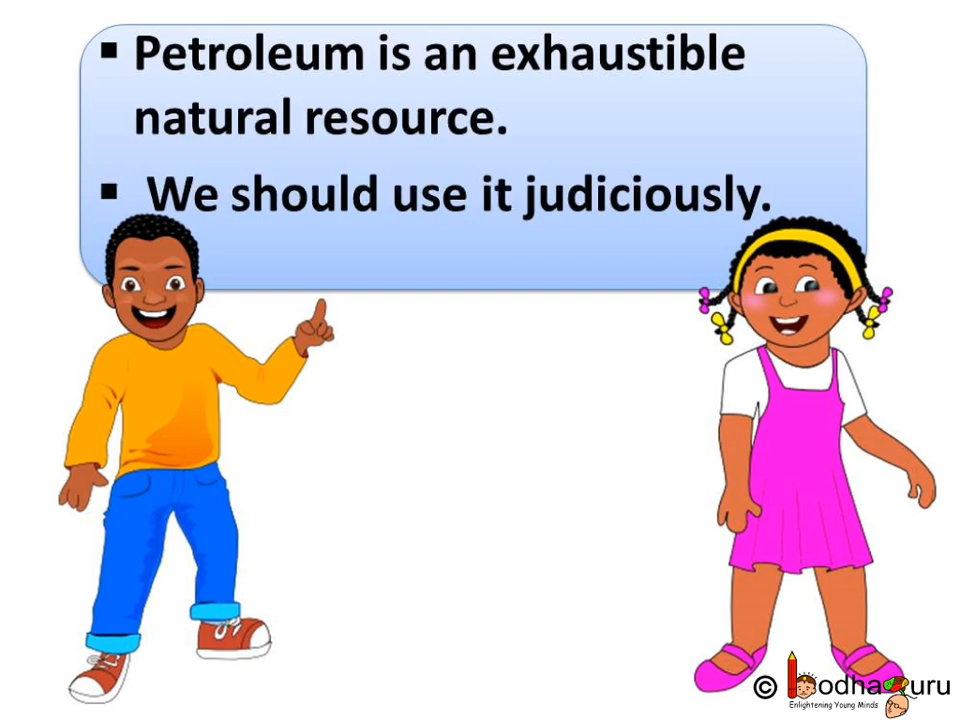 ▪ Petroleum is an exhaustible
natural resource.
▪ We should use it judiciously.
© BodhaGuru
Enlightening Young Minds